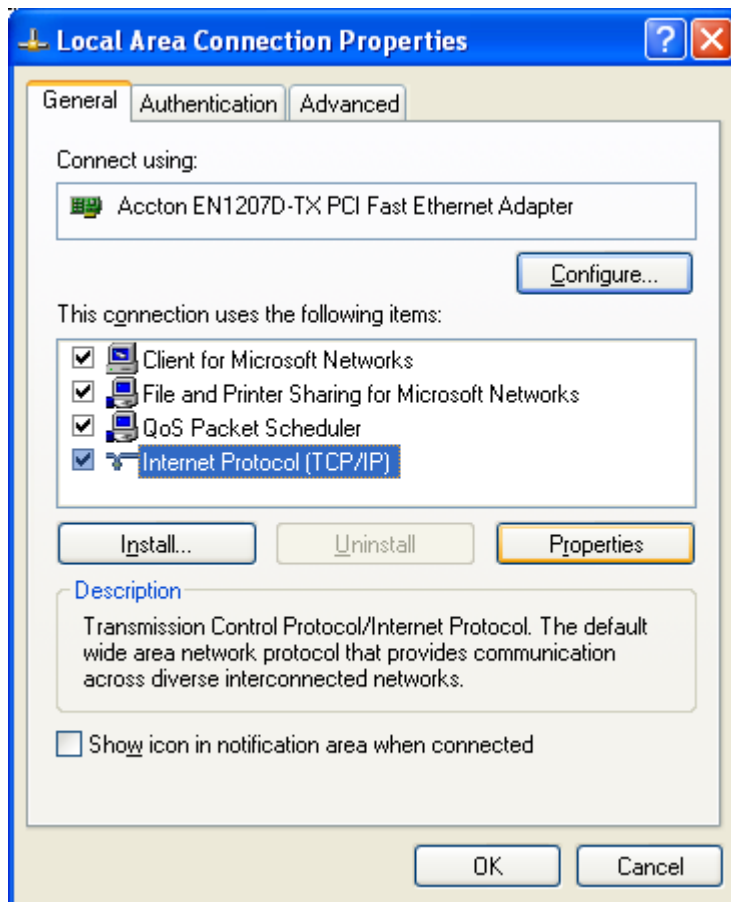 Local Area Connection Properties
General
Authentication
Advanced
Connect using:
Accton EN1207D-TX PCI Fast Ethernet Adapter
Configure...
This connection uses the following items:
Client for Microsoft Networks
File and Printer Sharing for Microsoft Networks
QoS Packet Scheduler
Internet Protocol (TCP/IP)
Install...
Uninstall
Properties
Description
Transmission Control Protocol/Internet Protocol. The default
wide area network protocol that provides communication
across diverse interconnected networks.
Show icon in notification area when connected
OK
Cancel